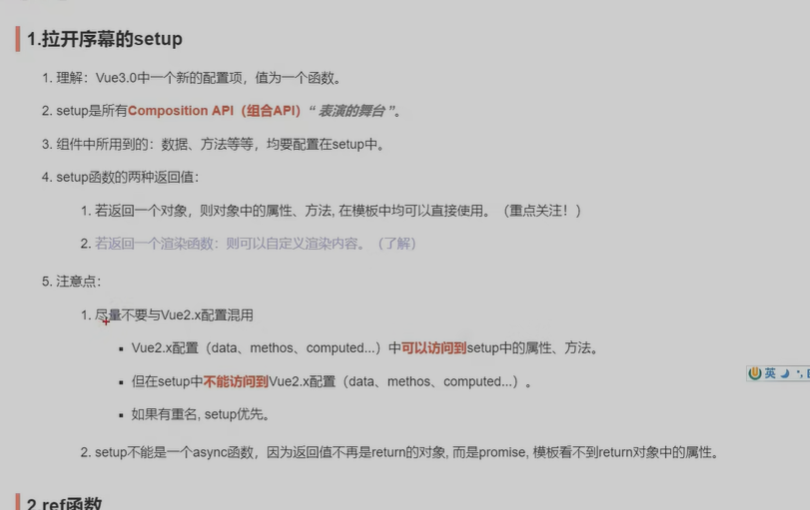 1.拉开序幕的setup
1. 理解：Vue3.0中一个新的配置项，值为一个函数。
2. setup是所有Composition API（组合API）“ 表演的舞台 ”。
3. 组件中所用到的：数据、方法等等，均要配置在setup中。
4. setup函数的两种返回值：
1. 若返回一个对象，则对象中的属性、方法, 在模板中均可以直接使用。（重点关注！）
2. 若返回一个渲染函数：则可以自定义渲染内容。（了解）
5. 注意点：
1. 尽量不要与Vue2.x配置混用
▪ Vue2.x配置（data、methos、computed...）中可以访问到setup中的属性、方法。
▪ 但在setup中不能访问到Vue2.x配置（data、methos、computed...）。
▪ 如果有重名, setup优先。
2. setup不能是一个async函数，因为返回值不再是return的对象, 而是promise, 模板看不到return对象中的属性。
英
2.ref函数